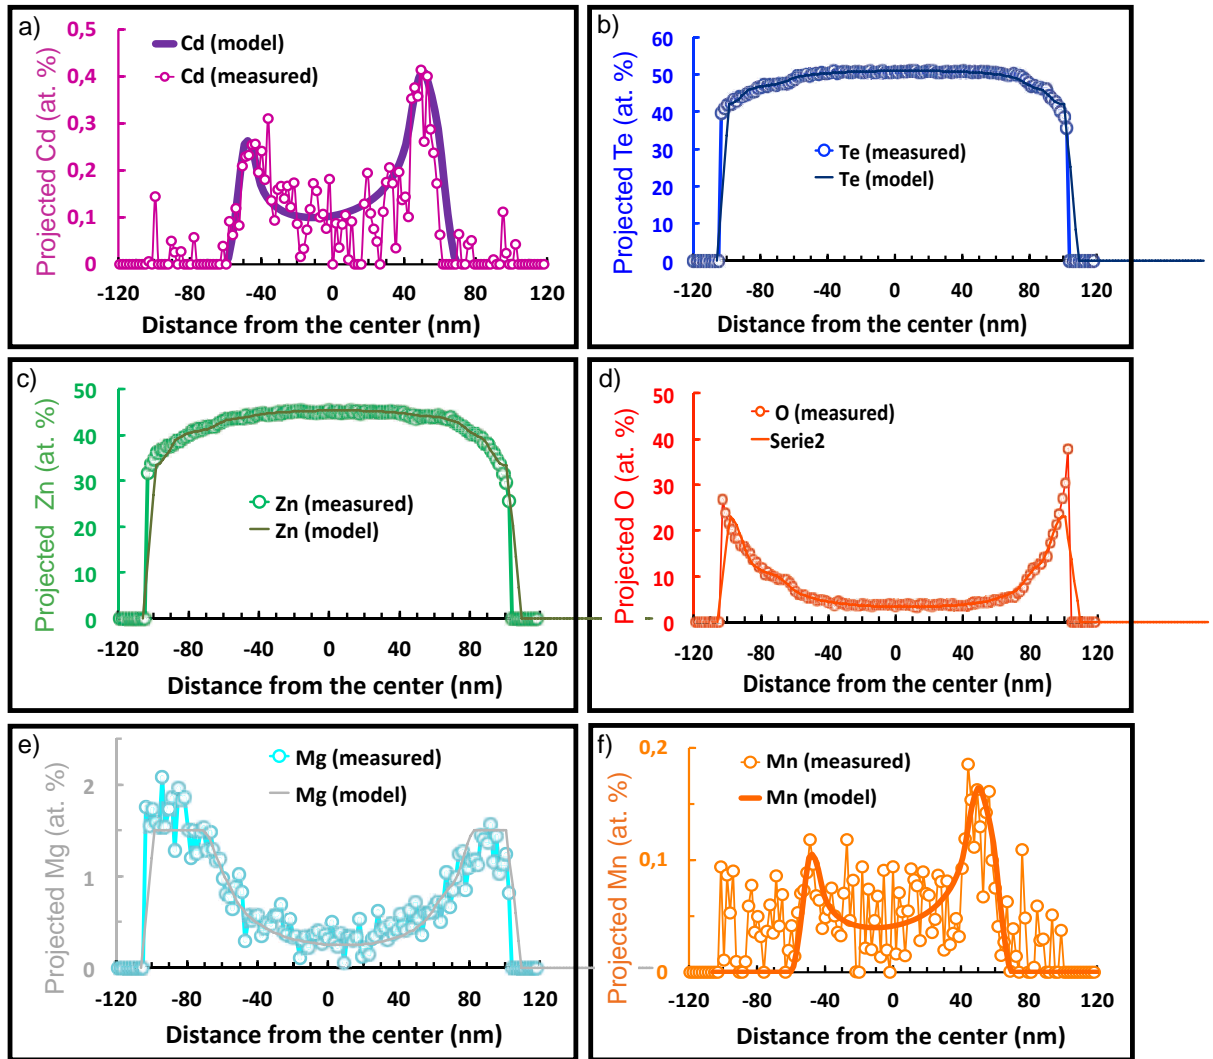 a)
0,5
0,4
0,3
0,2
0,1
0
Projected Cd (at. %)
Cd (model)
Cd (measured)
-120 -80 -40 0 40 80 120
Distance from the center (nm)
b)
60
50
40
30
20
10
0
Projected Te (at. %)
Te (measured)
Te (model)
-120 -80 -40 0 40 80 120
Distance from the center (nm)
c)
50
40
30
20
10
0
Projected Zn (at. %)
Zn (measured)
Zn (model)
-120 -80 -40 0 40 80 120
Distance from the center (nm)
d)
50
40
30
20
10
0
Projected O (at. %)
O (measured)
Serie2
-120 -80 -40 0 40 80 120
Distance from the center (nm)
e)
2
1
0
Projected Mg (at. %)
Mg (measured)
Mg (model)
-120 -80 -40 0 40 80 120
Distance from the center (nm)
f)
0,2
0,1
0
Projected Mn (at. %)
Mn (measured)
Mn (model)
-120 -80 -40 0 40 80 120
Distance from the center (nm)